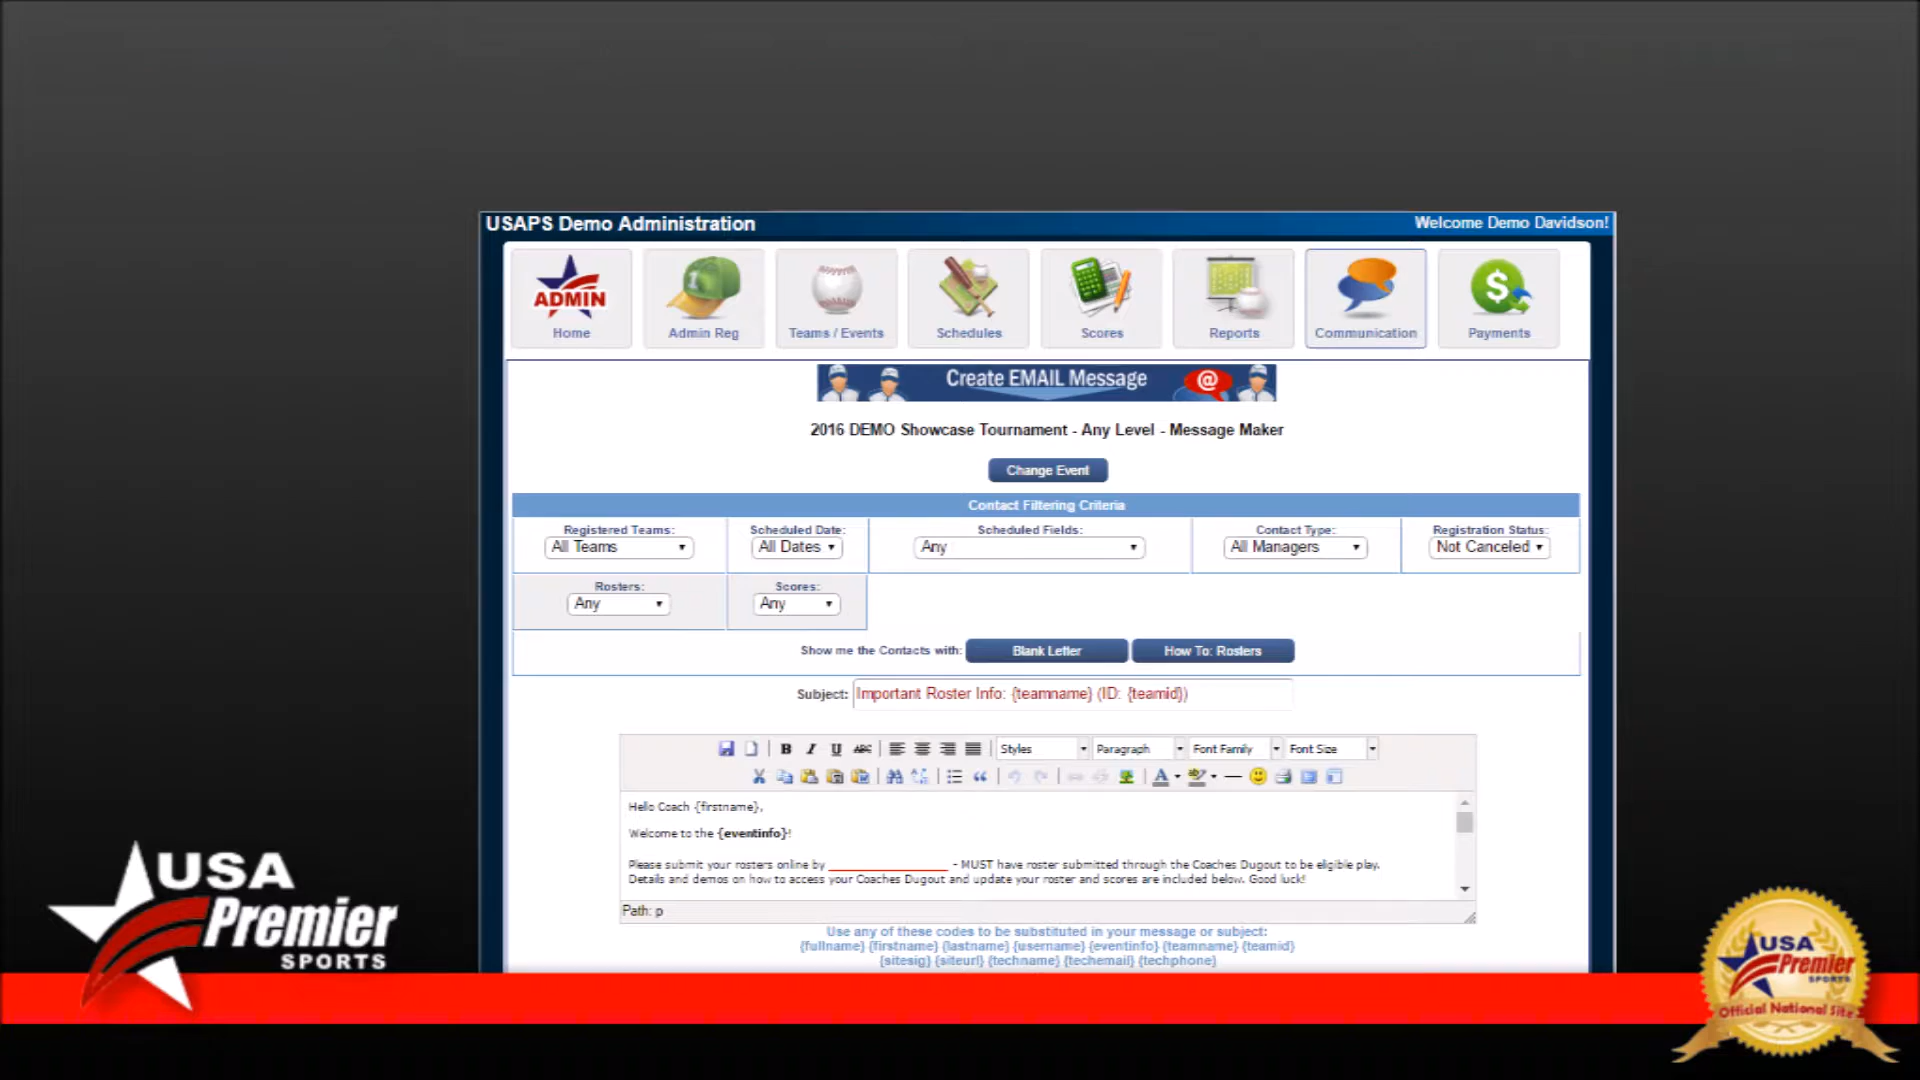 USAPS Demo Administration
Welcome Demo Davidson!
ADMIN
1
$
Home
Admin Reg
Teams / Events
Schedules
Scores
Reports
Communication
Payments
Create EMAIL Message
@
2016 DEMO Showcase Tournament - Any Level - Message Maker
Change Event
Contact Filtering Criteria
Registered Teams:
All Teams
Scheduled Date:
All Dates
Scheduled Fields:
Any
Contact Type:
All Managers
Registration Status:
Not Canceled
Rosters:
Any
Scores:
Any
Show me the Contacts with:
Blank Letter
How To: Rosters
Subject:
Important Roster Info: {teamname} (ID: {teamid})
B I U ABC
Styles
Paragraph
Font Family
Font Size
A
Hello Coach {firstname},
Welcome to the {eventinfo}!
Please submit your rosters online by ____________________ - MUST have roster submitted through the Coaches Dugout to be eligible play.
Details and demos on how to access your Coaches Dugout and update your roster and scores are included below. Good luck!
Path: p
Use any of these codes to be substituted in your message or subject:
{fullname} {firstname} {lastname} {username} {eventinfo} {teamname} {teamid}
{sitesig} {siteurl} {techname} {techemail} {techphone}
USA
Premier
SPORTS
USA
Premier
SPORTS
Official National Site